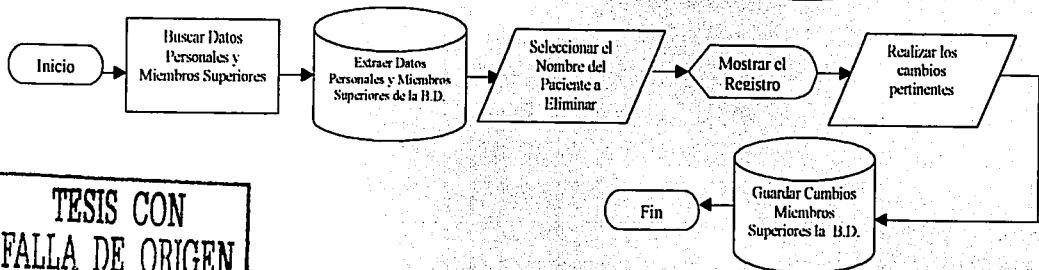 Inicio
Buscar Datos
Personales y
Miembros Superiores
Extraer Datos
Personales y Miembros
Superiores de la B.D.
Seleccionar el
Nombre del
Paciente a
Eliminar
Mostrar el
Registro
Realizar los
cambios
pertinentes
Guardar Cambios
Miembros
Superiores la B.D.
Fin
TESIS CON
FALLA DE ORIGEN